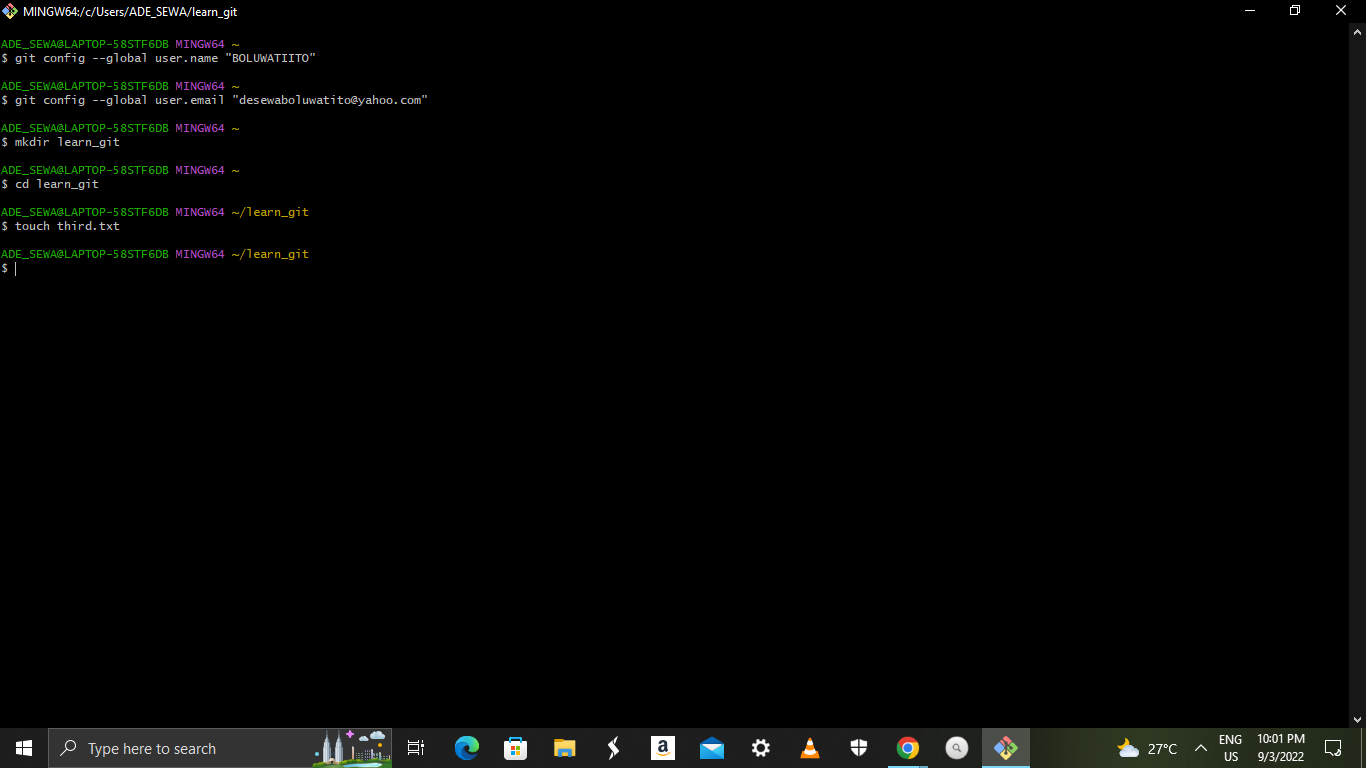 MINGW64:/c/Users/ADE_SEWA/learn_git
ADE_SEWA@LAPTOP-58STF6DB MINGW64 ~
$ git config --global user.name "BOLUWATIITO"
ADE_SEWA@LAPTOP-58STF6DB MINGW64 ~
$ git config --global user.email "desewaboluwatito@yahoo.com"
ADE_SEWA@LAPTOP-58STF6DB MINGW64 ~
$ mkdir learn_git
ADE_SEWA@LAPTOP-58STF6DB MINGW64 ~
$ cd learn_git
ADE_SEWA@LAPTOP-58STF6DB MINGW64 ~/learn_git
$ touch third.txt
ADE_SEWA@LAPTOP-58STF6DB MINGW64 ~/learn_git
$
Type here to search
a
27°C
ENG
US
10:01 PM
9/3/2022